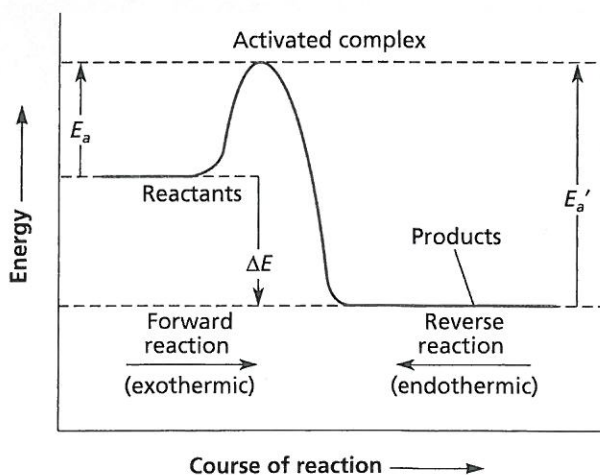 Activated complex
Eₐ
Reactants
ΔE
Eₐ′
Products
Energy
Forward
reaction
(exothermic)
Reverse
reaction
(endothermic)
Course of reaction